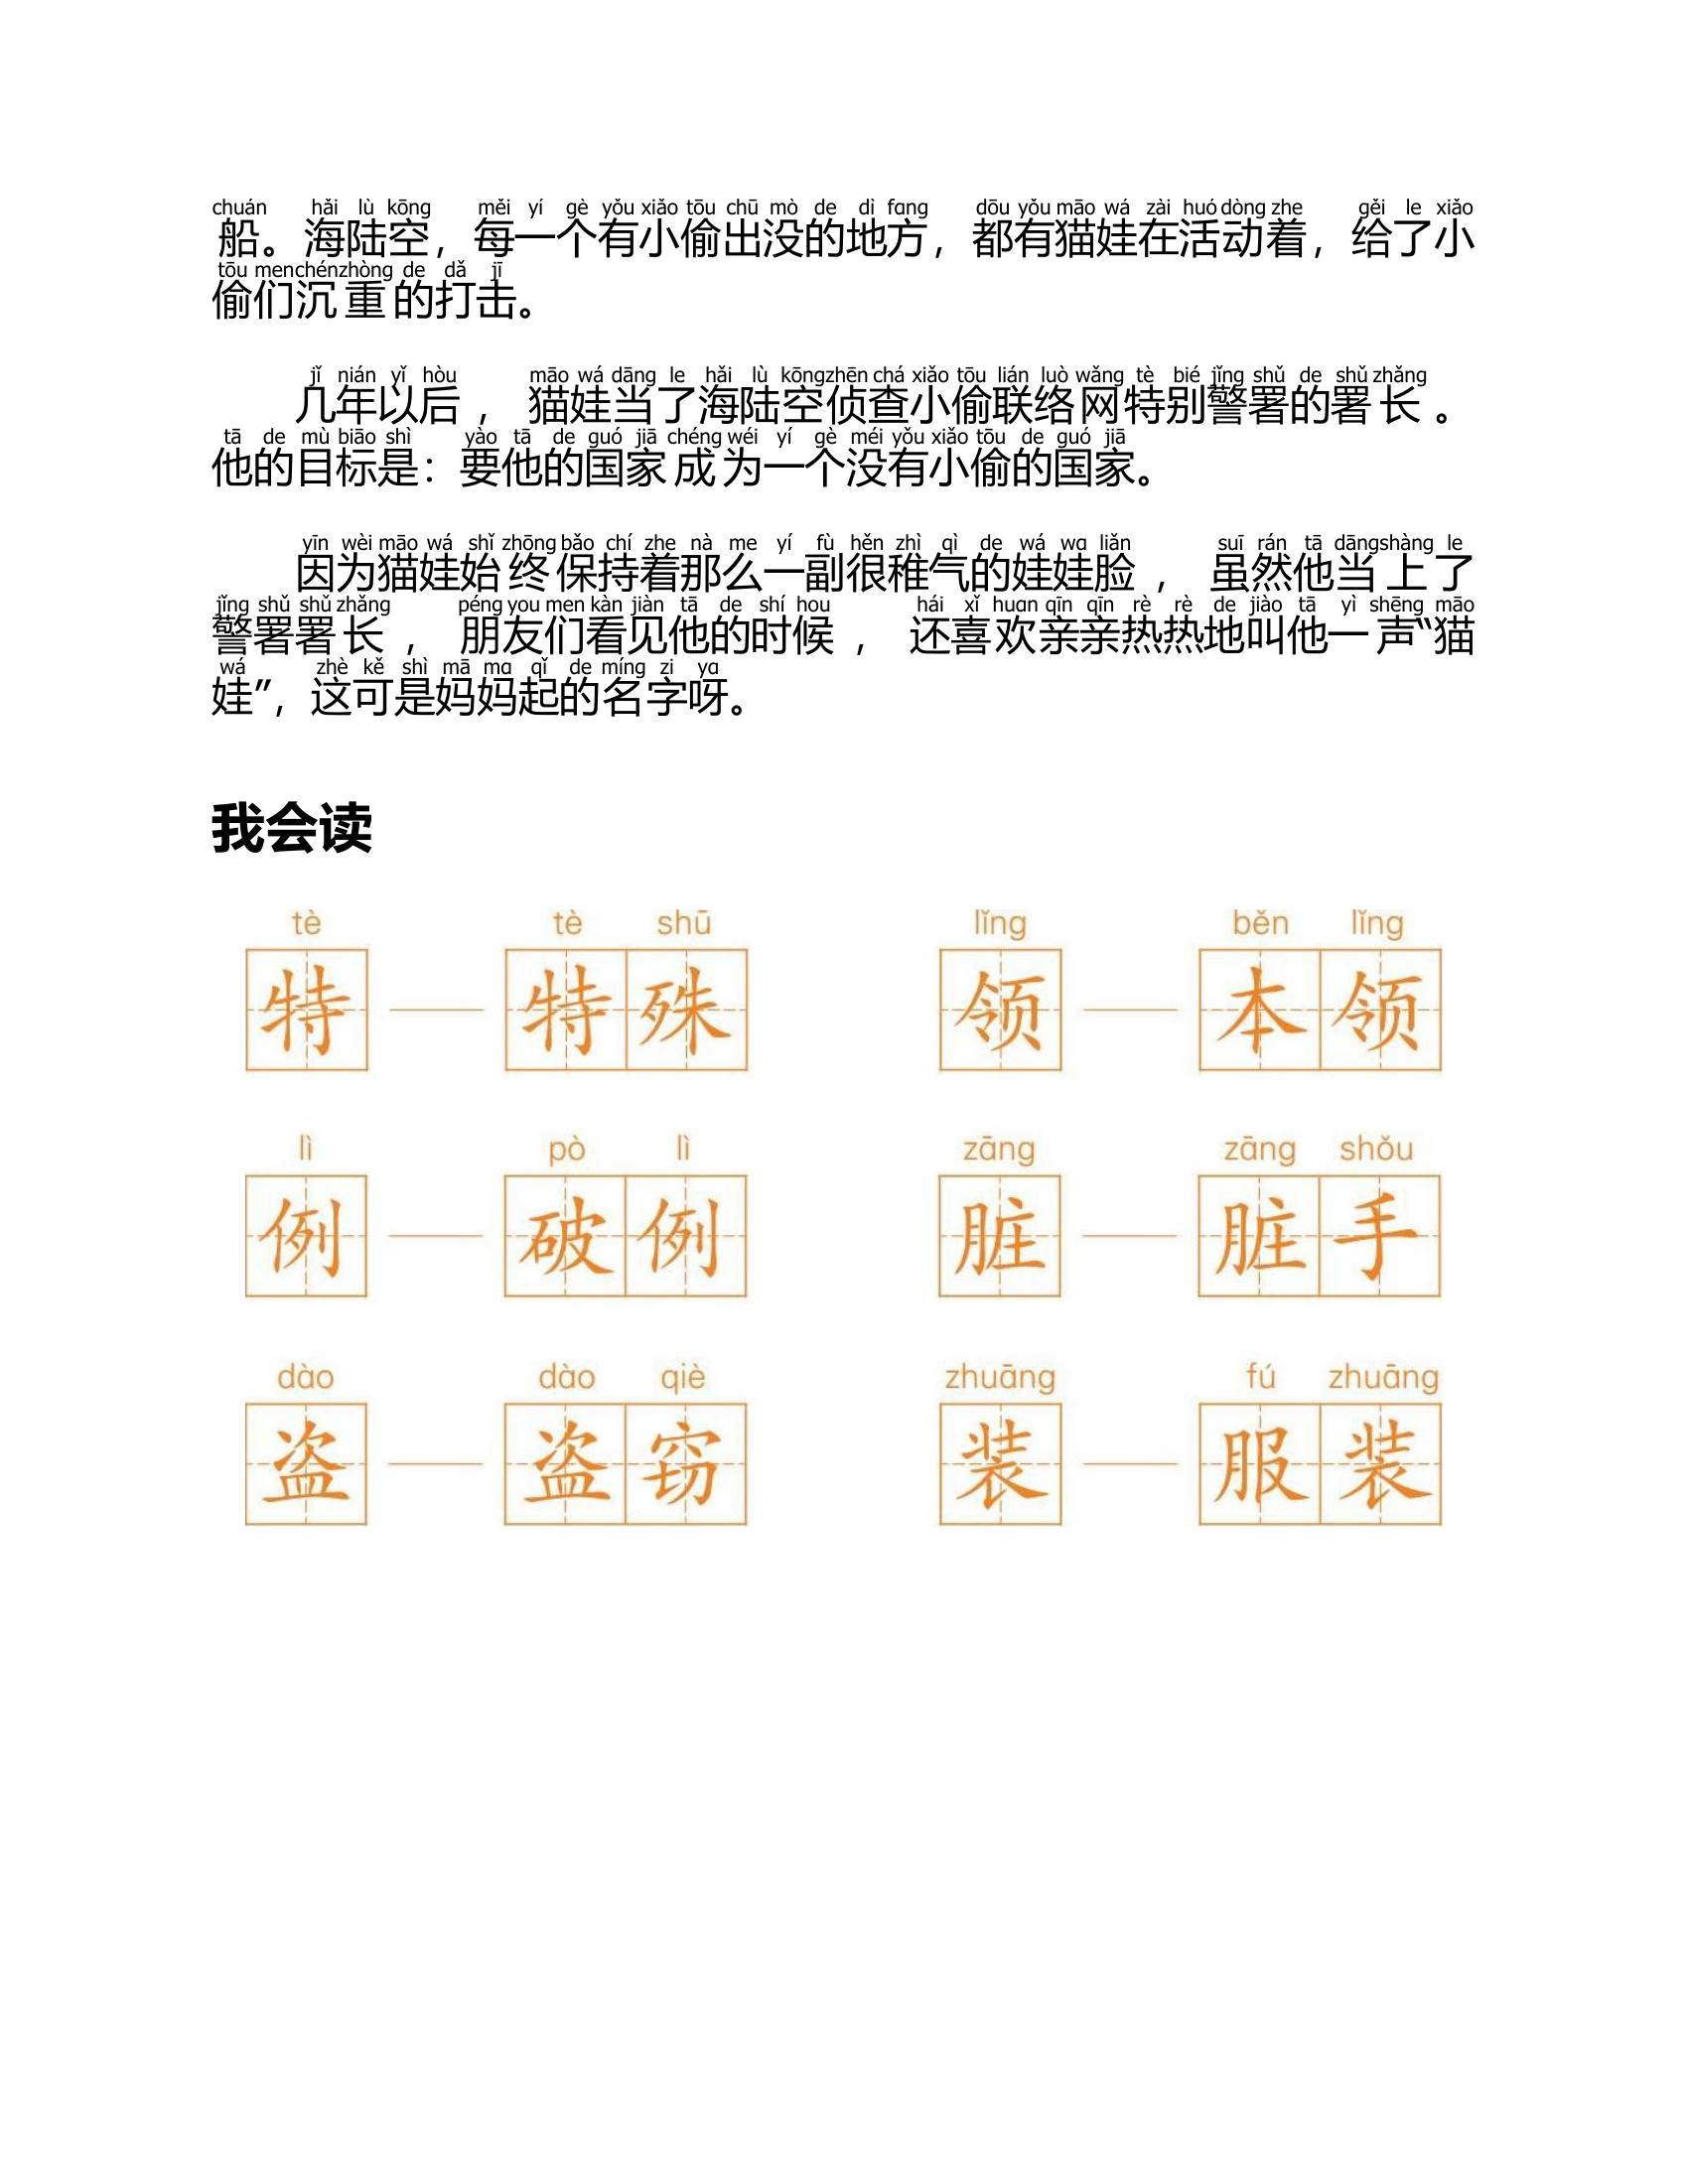 chuán hǎi lù kōng měi yí gè yǒu xiǎo tōu chū mò de dì fang dōu yǒu māo wá zài huó dòng zhe gěi le xiǎo
船。海陆空，每一个有小偷出没的地方，都有猫娃在活动着，给了小
tōu men chén zhòng de dǎ jī
偷们沉重的打击。
jǐ nián yǐ hòu māo wá dāng le hǎi lù kōng zhēn chá xiǎo tōu lián luò wǎng tè bié jǐng shǔ de shǔ zhǎng
几年以后，猫娃当了海陆空侦查小偷联络网特别警署的署长。
tā de mù biāo shì yào tā de guó jiā chéng wéi yí gè méi yǒu xiǎo tōu de guó jiā
他的目标是：要他的国家成为一个没有小偷的国家。
yīn wèi māo wá shǐ zhōng bǎo chí zhe nà me yí fù hěn zhì qì de wá wa liǎn suī rán tā dāng shàng le
因为猫娃始终保持着那么一副很稚气的娃娃脸，虽然他当上了
jǐng shǔ shǔ zhǎng péng you men kàn jiàn tā de shí hou hái xǐ huan qīn qīn rè rè de jiào tā yì shēng māo
警署署长，朋友们看见他的时候，还喜欢亲亲热热地叫他一声“猫
wá zhè kě shì mā ma qǐ de míng zi ya
娃”，这可是妈妈起的名字呀。
我会读
tè tè shū lǐng běn lǐng
特 —— 特殊 领 —— 本领
lì pò lì zāng zāng shǒu
例 —— 破例 脏 —— 脏手
dào dào qiè zhuāng fú zhuāng
盗 —— 盗窃 装 —— 服装